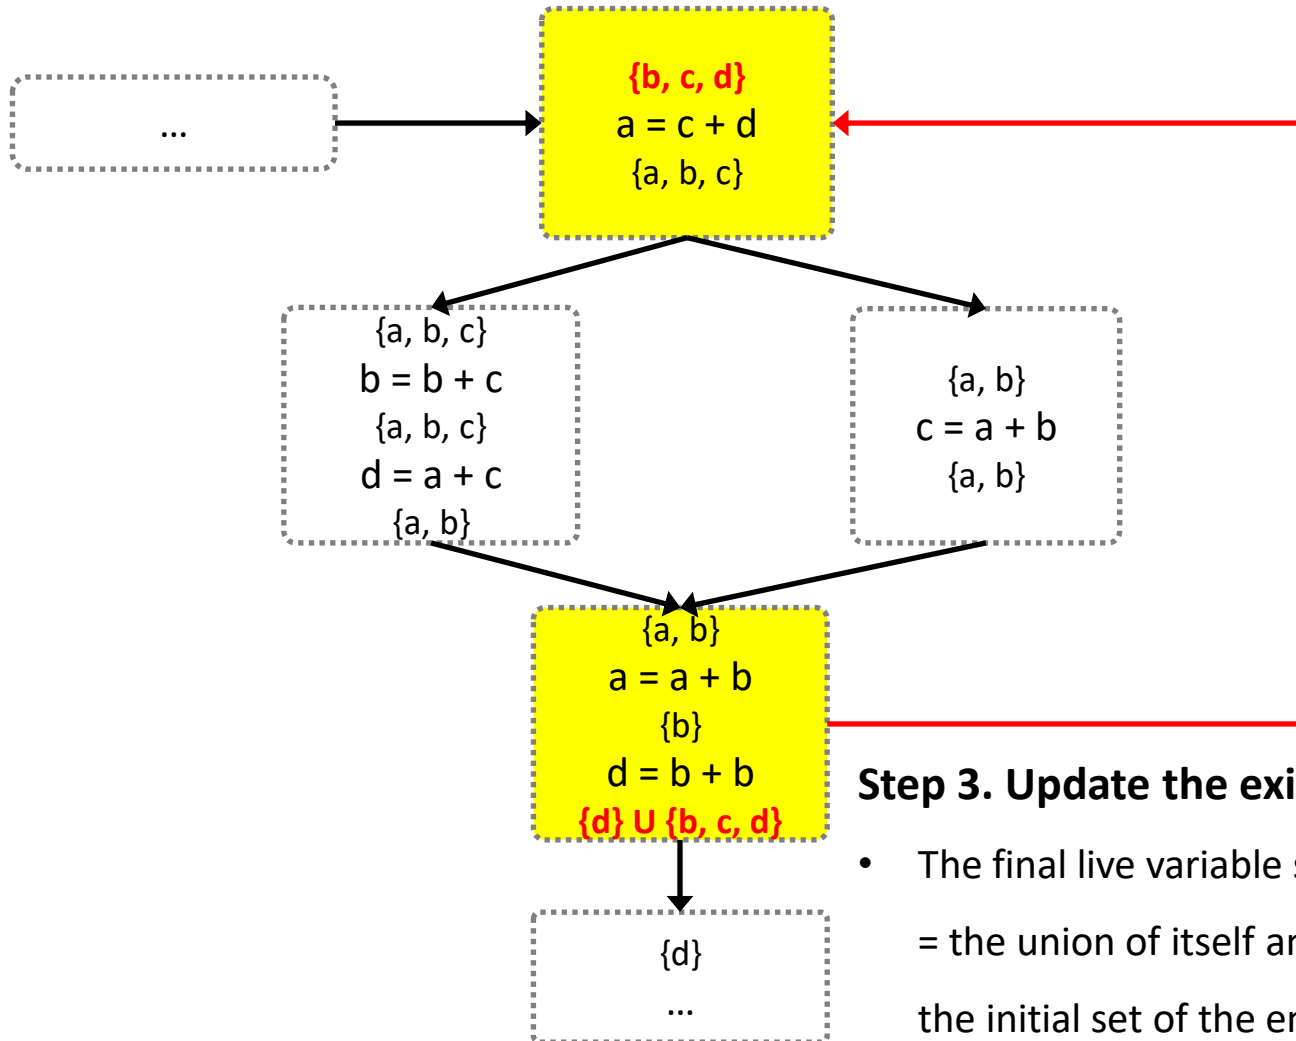 ...
{b, c, d}
a = c + d
{a, b, c}
{a, b, c}
b = b + c
{a, b, c}
d = a + c
{a, b}
{a, b}
c = a + b
{a, b}
{a, b}
a = a + b
{b}
d = b + b
{d} U {b, c, d}
Step 3. Update the exi
• The final live variable
= the union of itself
the initial set of the
{d}
...